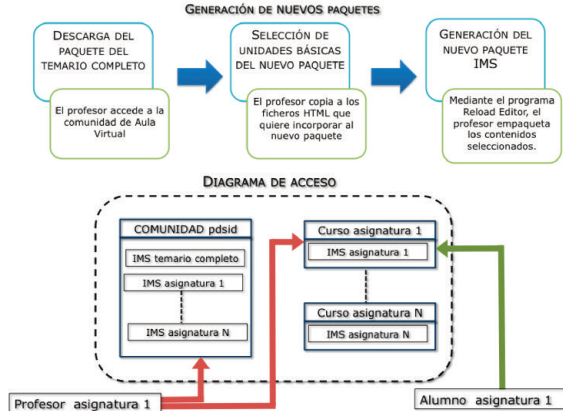 GENERACIÓN DE NUEVOS PAQUETES
DESCARGA DEL
PAQUETE DEL
TEMARIO COMPLETO
El profesor accede a la
comunidad de Aula
Virtual
SELECCIÓN DE
UNIDADES BÁSICAS
DEL NUEVO PAQUETE
El profesor copia a los
ficheros HTML que
quiere incorporar al
nuevo paquete
GENERACIÓN DEL
NUEVO PAQUETE
IMS
Mediante el programa
Reload Editor, el
profesor empaqueta
los contenidos
seleccionados.
DIAGRAMA DE ACCESO
COMUNIDAD pdsid
IMS temario completo
IMS asignatura 1
IMS asignatura N
Curso asignatura 1
IMS asignatura 1
Curso asignatura N
IMS asignatura N
Profesor asignatura 1
Alumno asignatura 1